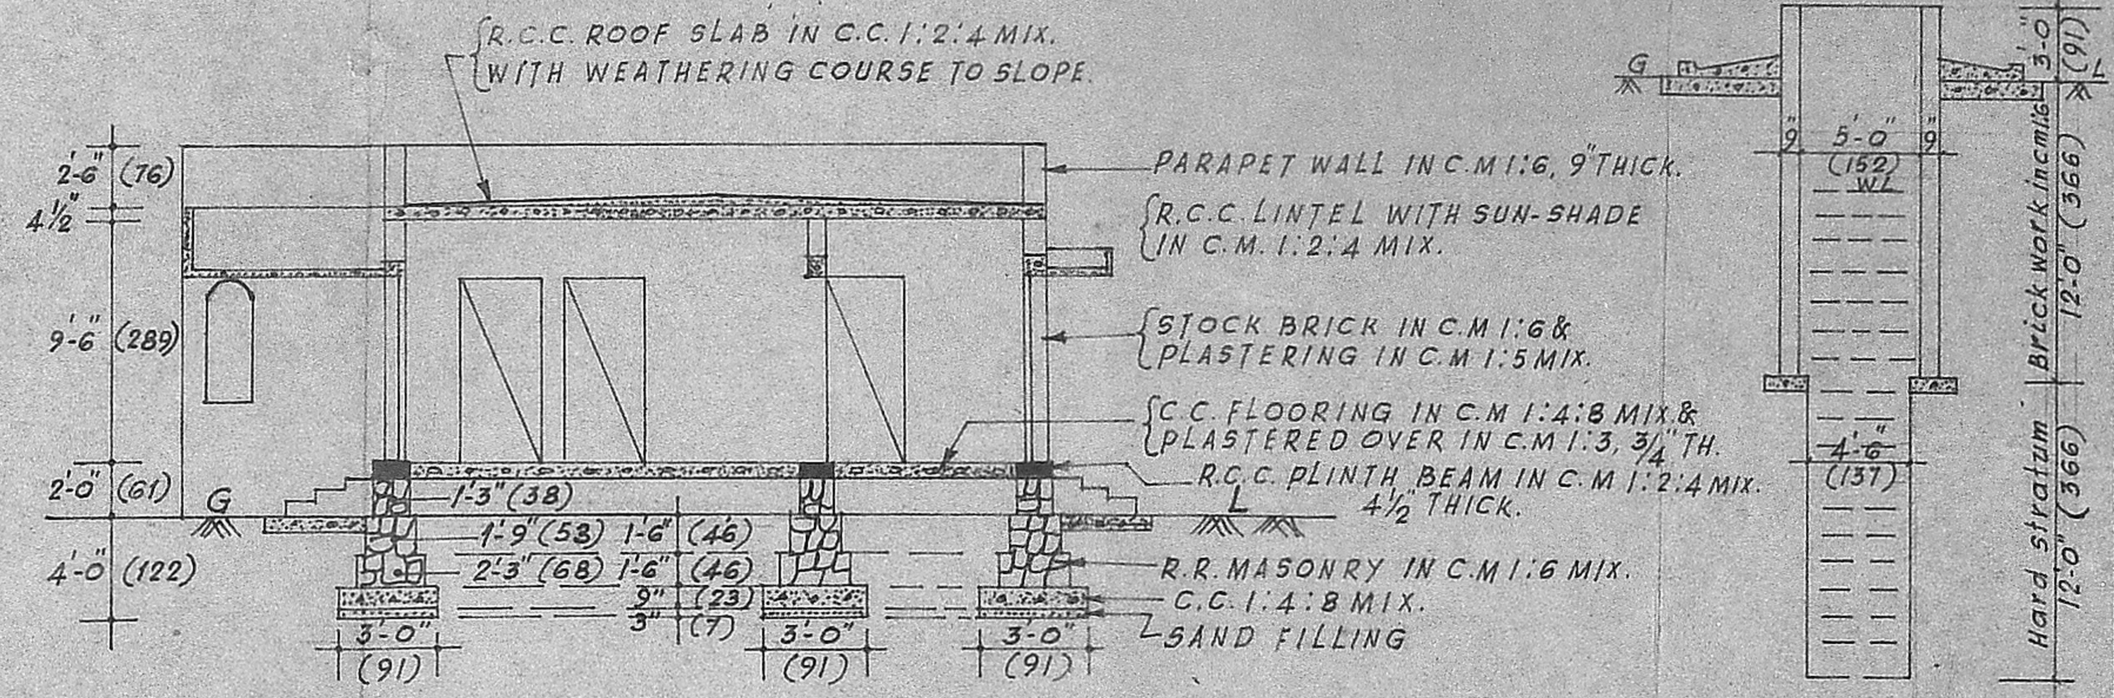 R.C.C. ROOF SLAB IN C.C. 1:2:4 MIX.
WITH WEATHERING COURSE TO SLOPE.
2'-6" (76)
4 1/2"
9'-6" (289)
2'-0" (61)
4'-0" (122)
G
PARAPET WALL IN C.M 1:6, 9" THICK.
R.C.C. LINTEL WITH SUN-SHADE
IN C.M. 1:2:4 MIX.
STOCK BRICK IN C.M 1:6 &
PLASTERING IN C.M 1:5 MIX.
C.C. FLOORING IN C.M 1:4:8 MIX &
PLASTERED OVER IN C.M 1:3, 3/4" TH.
R.C.C. PLINTH BEAM IN C.M 1:2:4 MIX.
4 1/2" THICK.
L
R.R. MASONRY IN C.M 1:6 MIX.
C.C. 1:4:8 MIX.
SAND FILLING
1'-3" (38)
1'-9" (53) 1'-6" (46)
2'-3" (68) 1'-6" (46)
9" (23)
3" (7)
3'-0"
(91)
3'-0"
(91)
3'-0"
(91)
G
L
9" 5'-0" 9"
(152)
WL
4'-6"
(137)
3'-0"
(91)
Brick work in cm 1:6
12'-0" (366)
Hard stratum
12'-0" (366)